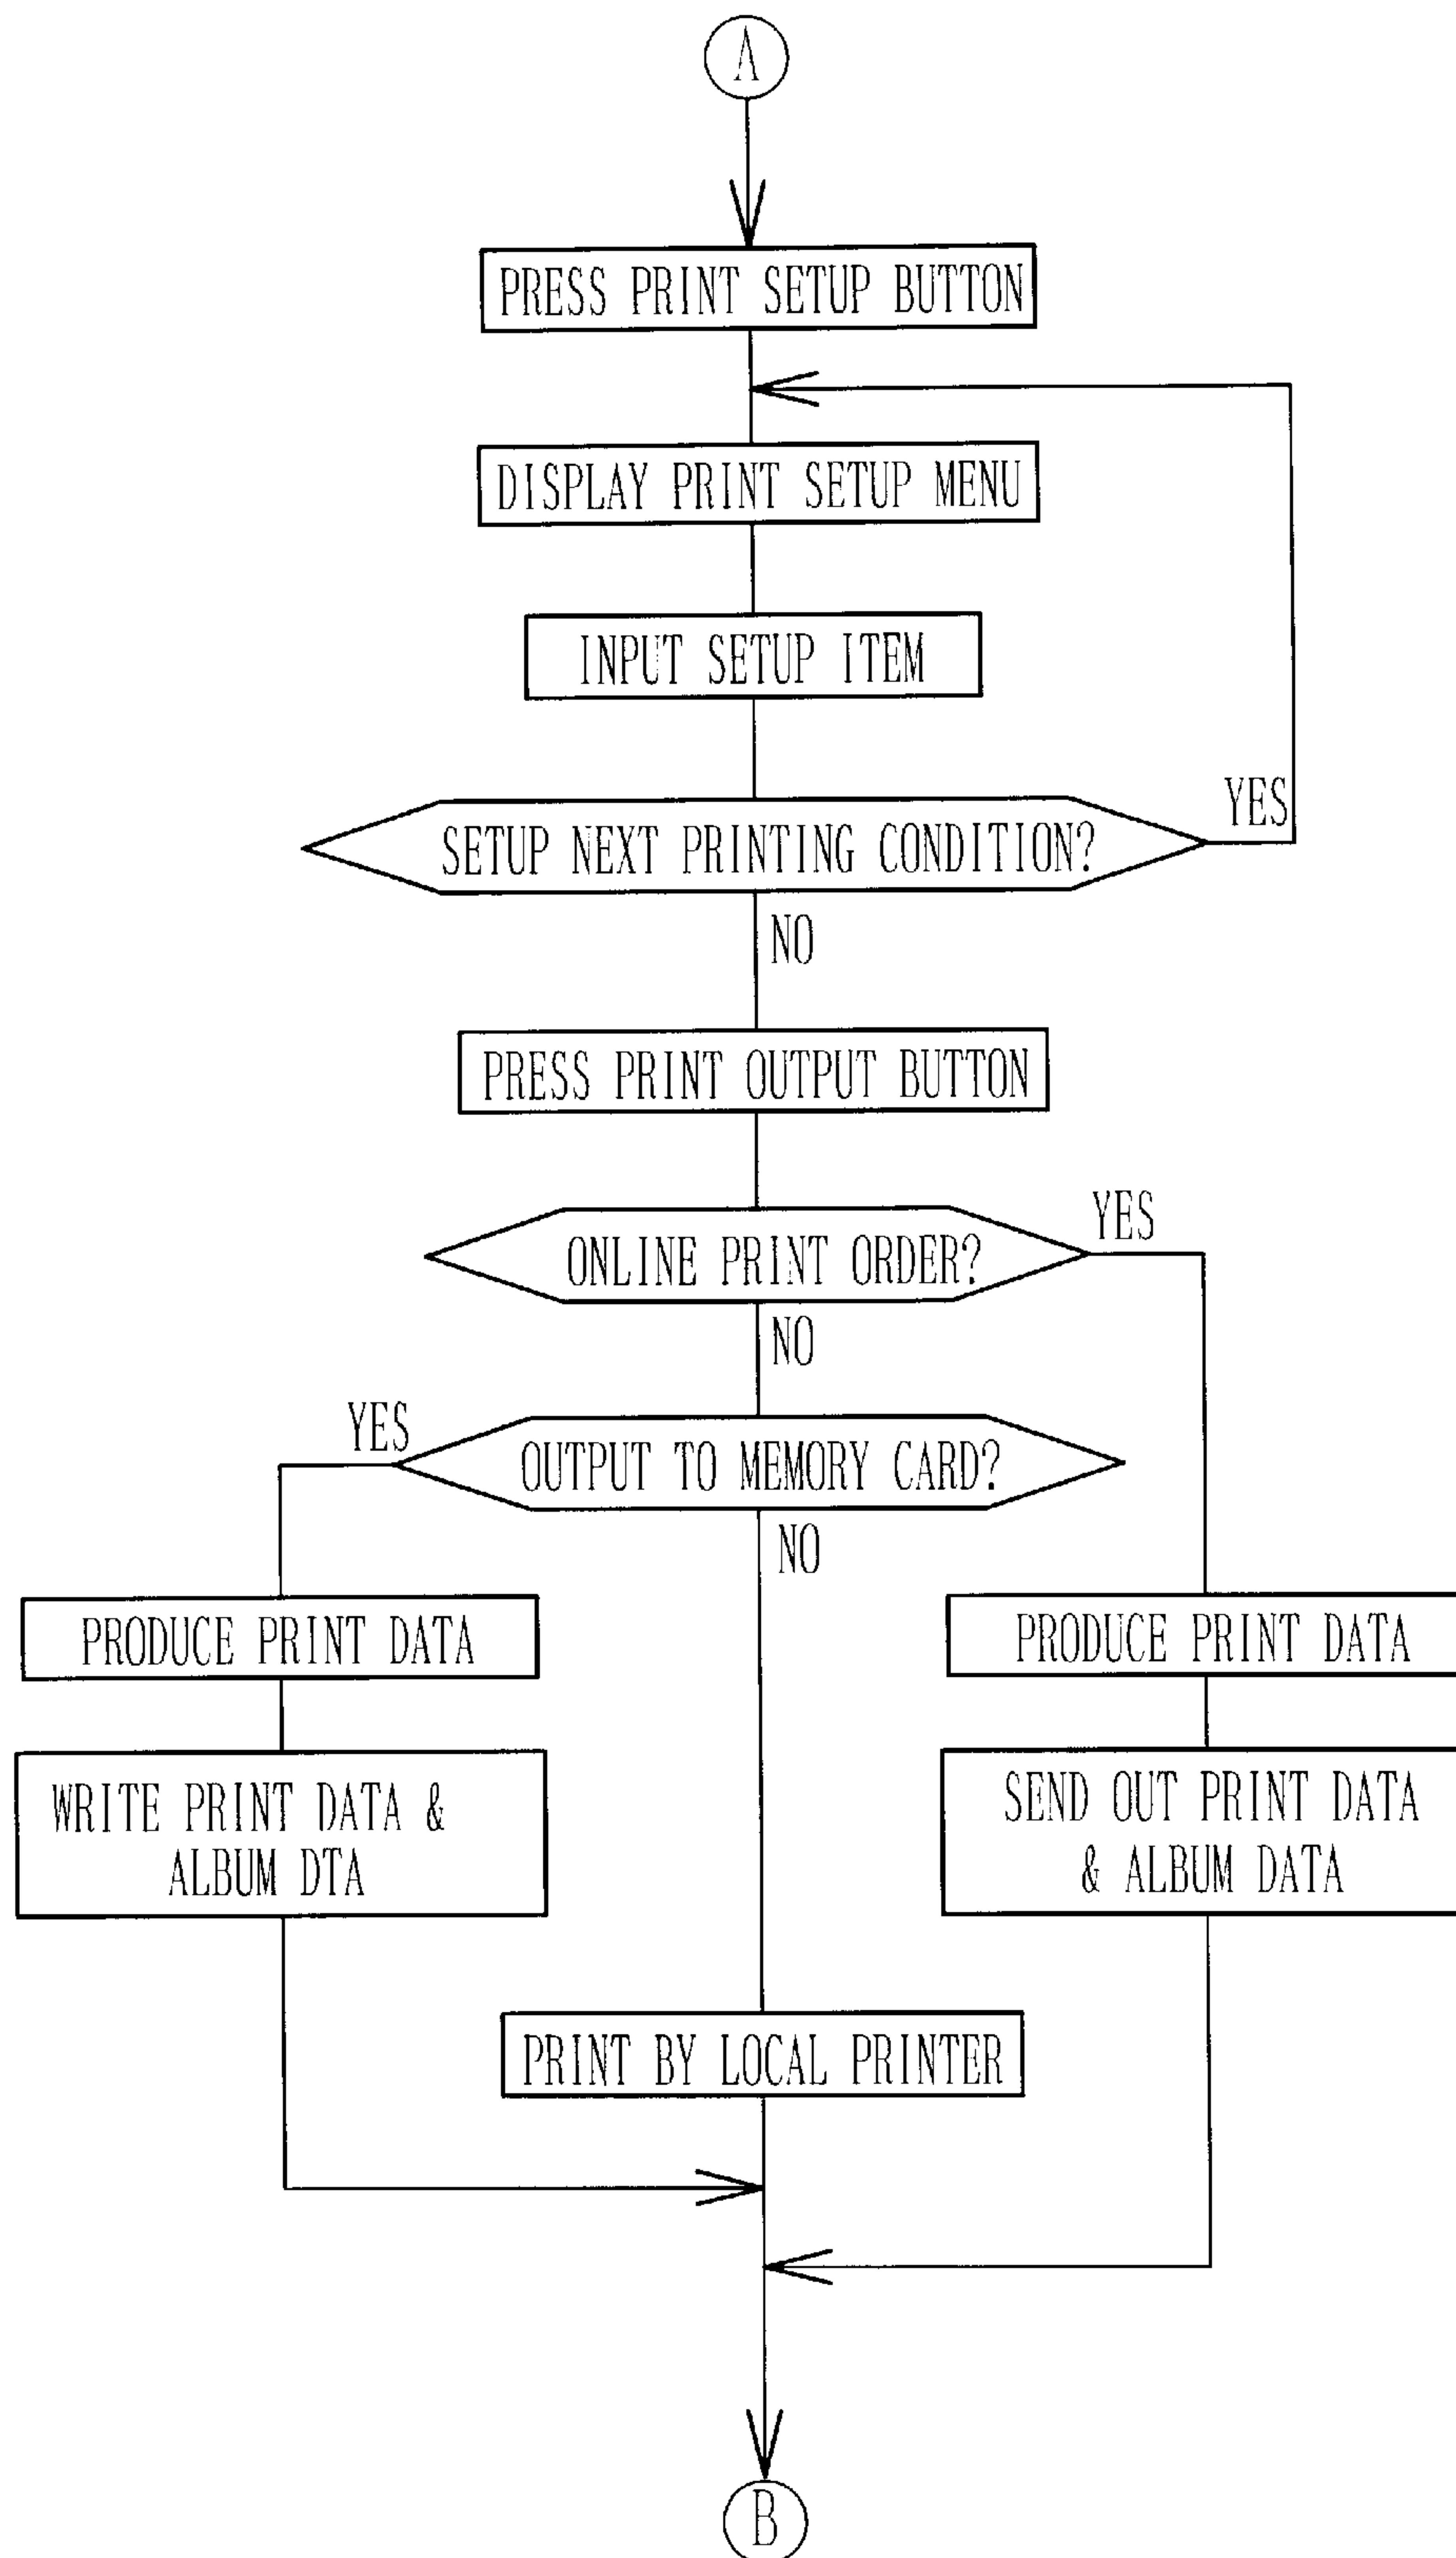 A
PRESS PRINT SETUP BUTTON
DISPLAY PRINT SETUP MENU
INPUT SETUP ITEM
YES
SETUP NEXT PRINTING CONDITION?
NO
PRESS PRINT OUTPUT BUTTON
YES
ONLINE PRINT ORDER?
NO
YES
OUTPUT TO MEMORY CARD?
NO
PRODUCE PRINT DATA
PRODUCE PRINT DATA
WRITE PRINT DATA &
ALBUM DTA
SEND OUT PRINT DATA
& ALBUM DATA
PRINT BY LOCAL PRINTER
B